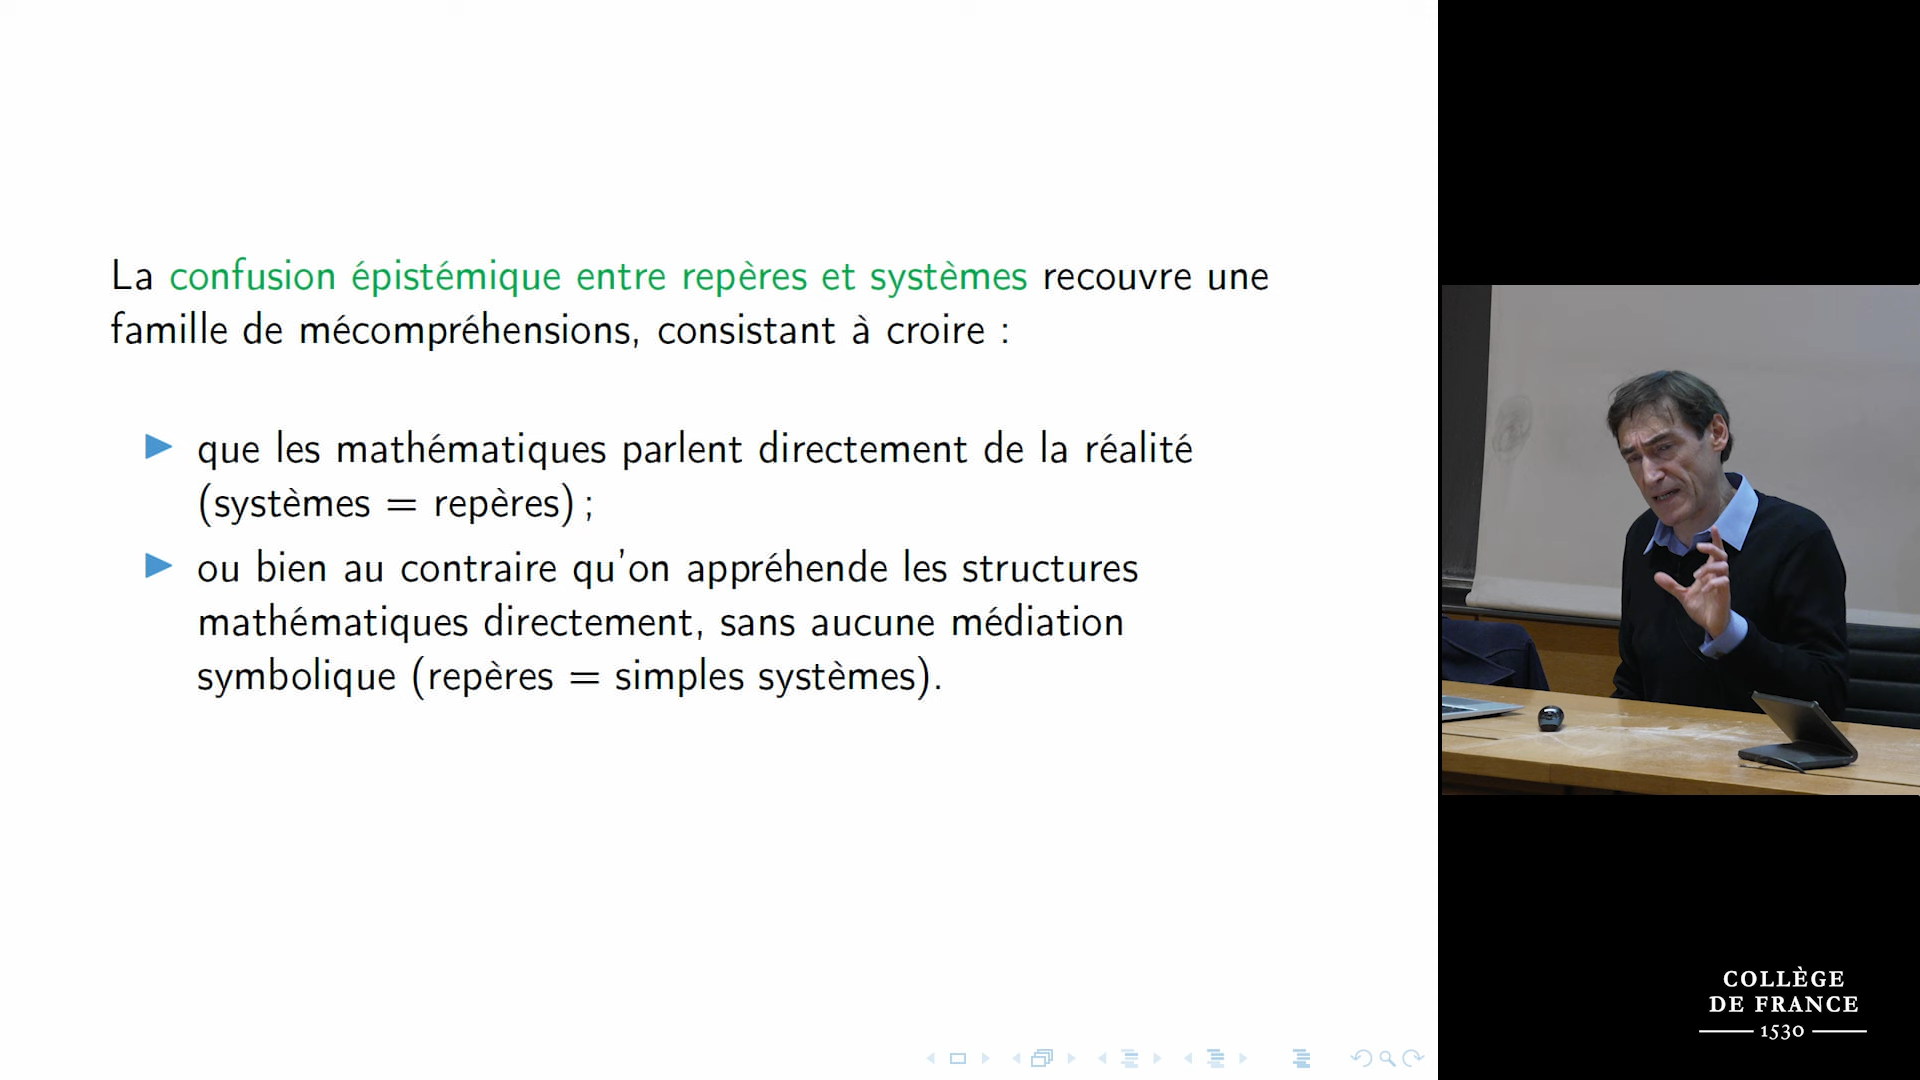 La confusion épistémique entre repères et systèmes recouvre une
famille de mécompréhensions, consistant à croire :
que les mathématiques parlent directement de la réalité
(systèmes = repères) ;
ou bien au contraire qu'on appréhende les structures
mathématiques directement, sans aucune médiation
symbolique (repères = simples systèmes).
COLLÈGE
DE FRANCE
1530